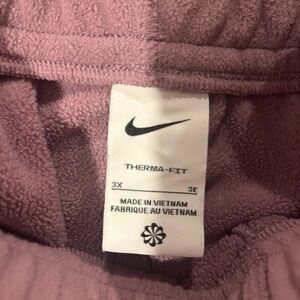 THERMA-FIT
3X 3E
MADE IN VIETNAM
FABRIQUE AU VIETNAM